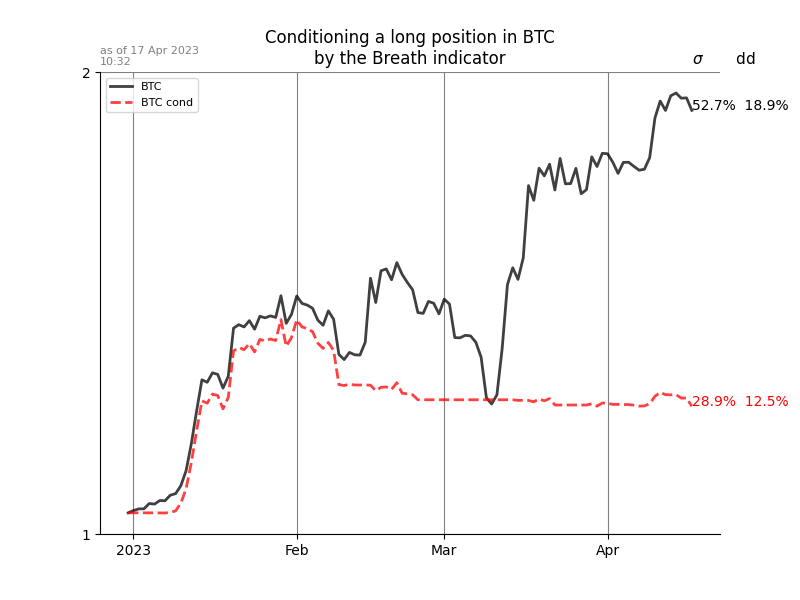 Conditioning a long position in BTC
by the Breath indicator
as of 17 Apr 2023
10:32
σ dd
2
BTC
BTC cond
52.7% 18.9%
28.9% 12.5%
1
2023 Feb Mar Apr